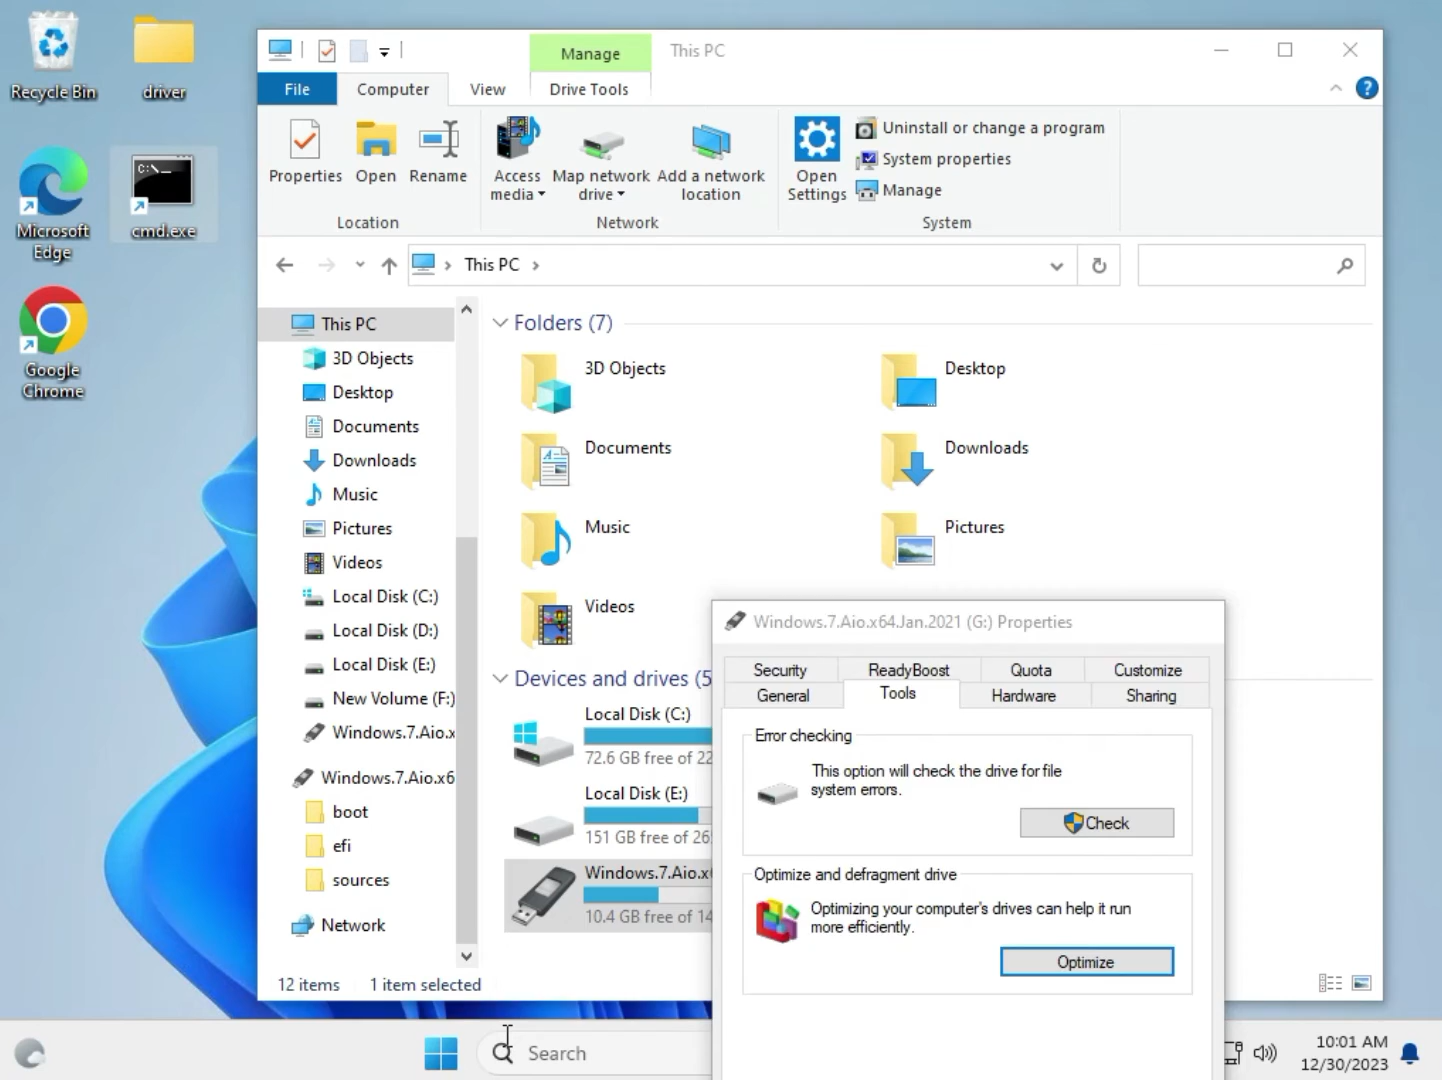 Recycle Bin
driver
Microsoft
Edge
cmd.exe
Google
Chrome
Manage
This PC
File
Computer
View
Drive Tools
Properties
Open
Rename
Access
media
Map network
drive
Add a network
location
Open
Settings
Uninstall or change a program
System properties
Manage
Location
Network
System
This PC
This PC
3D Objects
Desktop
Documents
Downloads
Music
Pictures
Videos
Local Disk (C:)
Local Disk (D:)
Local Disk (E:)
New Volume (F:)
Windows.7.Aio.x
Windows.7.Aio.x6
boot
efi
sources
Network
Folders (7)
3D Objects
Desktop
Documents
Downloads
Music
Pictures
Videos
Devices and drives (5
Local Disk (C:)
72.6 GB free of 22
Local Disk (E:)
151 GB free of 26
Windows.7.Aio.x
10.4 GB free of 14
12 items
1 item selected
Windows.7.Aio.x64.Jan.2021 (G:) Properties
Security
ReadyBoost
Quota
Customize
General
Tools
Hardware
Sharing
Error checking
This option will check the drive for file
system errors.
Check
Optimize and defragment drive
Optimizing your computer's drives can help it run
more efficiently.
Optimize
Search
10:01 AM
12/30/2023